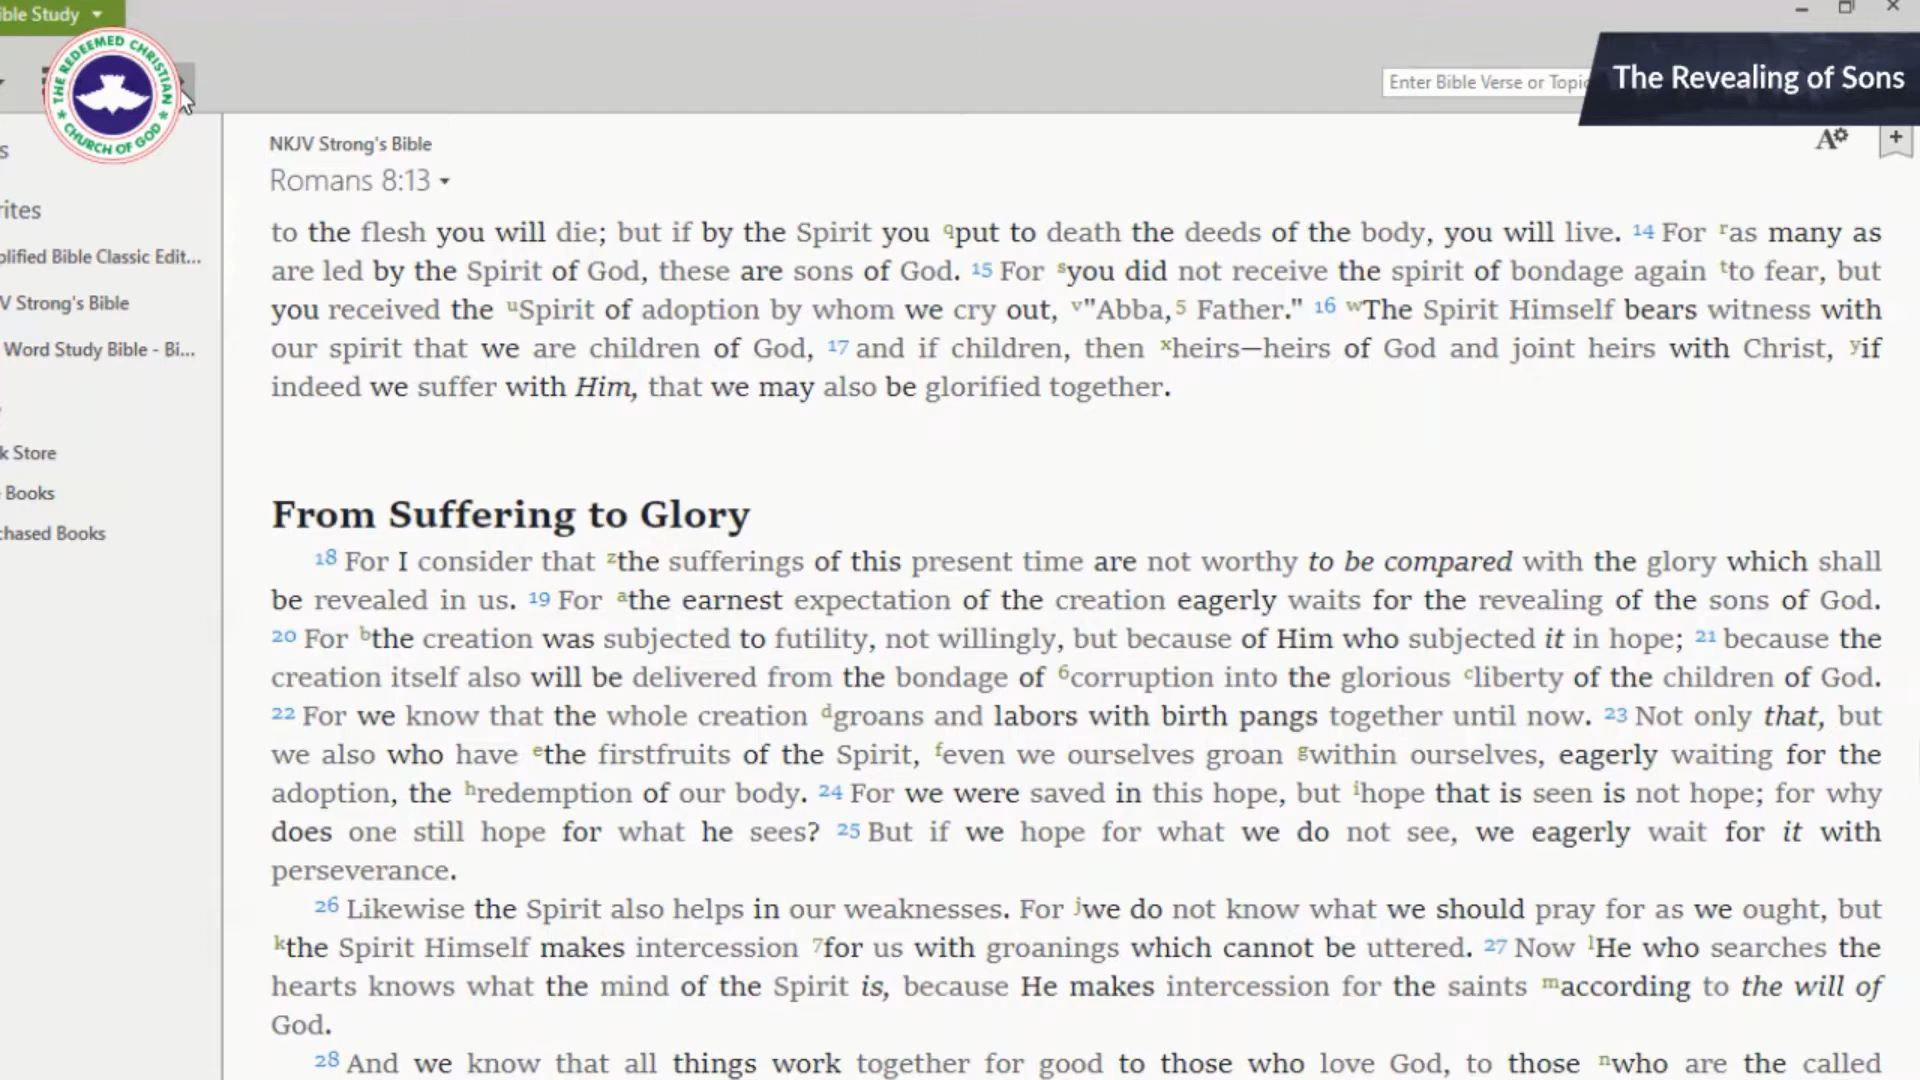 ible Study
THE REDEEMED CHRISTIAN
CHURCH OF GOD
Enter Bible Verse or Topic
The Revealing of Sons
s
NKJV Strong's Bible
Romans 8:13
rites
plified Bible Classic Edit...
V Strong's Bible
Word Study Bible - Bi...
k Store
Books
chased Books
to the flesh you will die; but if by the Spirit you qput to death the deeds of the body, you will live. 14 For ras many as
are led by the Spirit of God, these are sons of God. 15 For syou did not receive the spirit of bondage again tto fear, but
you received the uSpirit of adoption by whom we cry out, v"Abba,5 Father." 16 wThe Spirit Himself bears witness with
our spirit that we are children of God, 17 and if children, then xheirs—heirs of God and joint heirs with Christ, yif
indeed we suffer with Him, that we may also be glorified together.
From Suffering to Glory
18 For I consider that zthe sufferings of this present time are not worthy to be compared with the glory which shall
be revealed in us. 19 For athe earnest expectation of the creation eagerly waits for the revealing of the sons of God.
20 For bthe creation was subjected to futility, not willingly, but because of Him who subjected it in hope; 21 because the
creation itself also will be delivered from the bondage of 6corruption into the glorious cliberty of the children of God.
22 For we know that the whole creation dgroans and labors with birth pangs together until now. 23 Not only that, but
we also who have ethe firstfruits of the Spirit, feven we ourselves groan gwithin ourselves, eagerly waiting for the
adoption, the hredemption of our body. 24 For we were saved in this hope, but ihope that is seen is not hope; for why
does one still hope for what he sees? 25 But if we hope for what we do not see, we eagerly wait for it with
perseverance.
26 Likewise the Spirit also helps in our weaknesses. For jwe do not know what we should pray for as we ought, but
kthe Spirit Himself makes intercession 7for us with groanings which cannot be uttered. 27 Now lHe who searches the
hearts knows what the mind of the Spirit is, because He makes intercession for the saints maccording to the will of
God.
28 And we know that all things work together for good to those who love God, to those nwho are the called